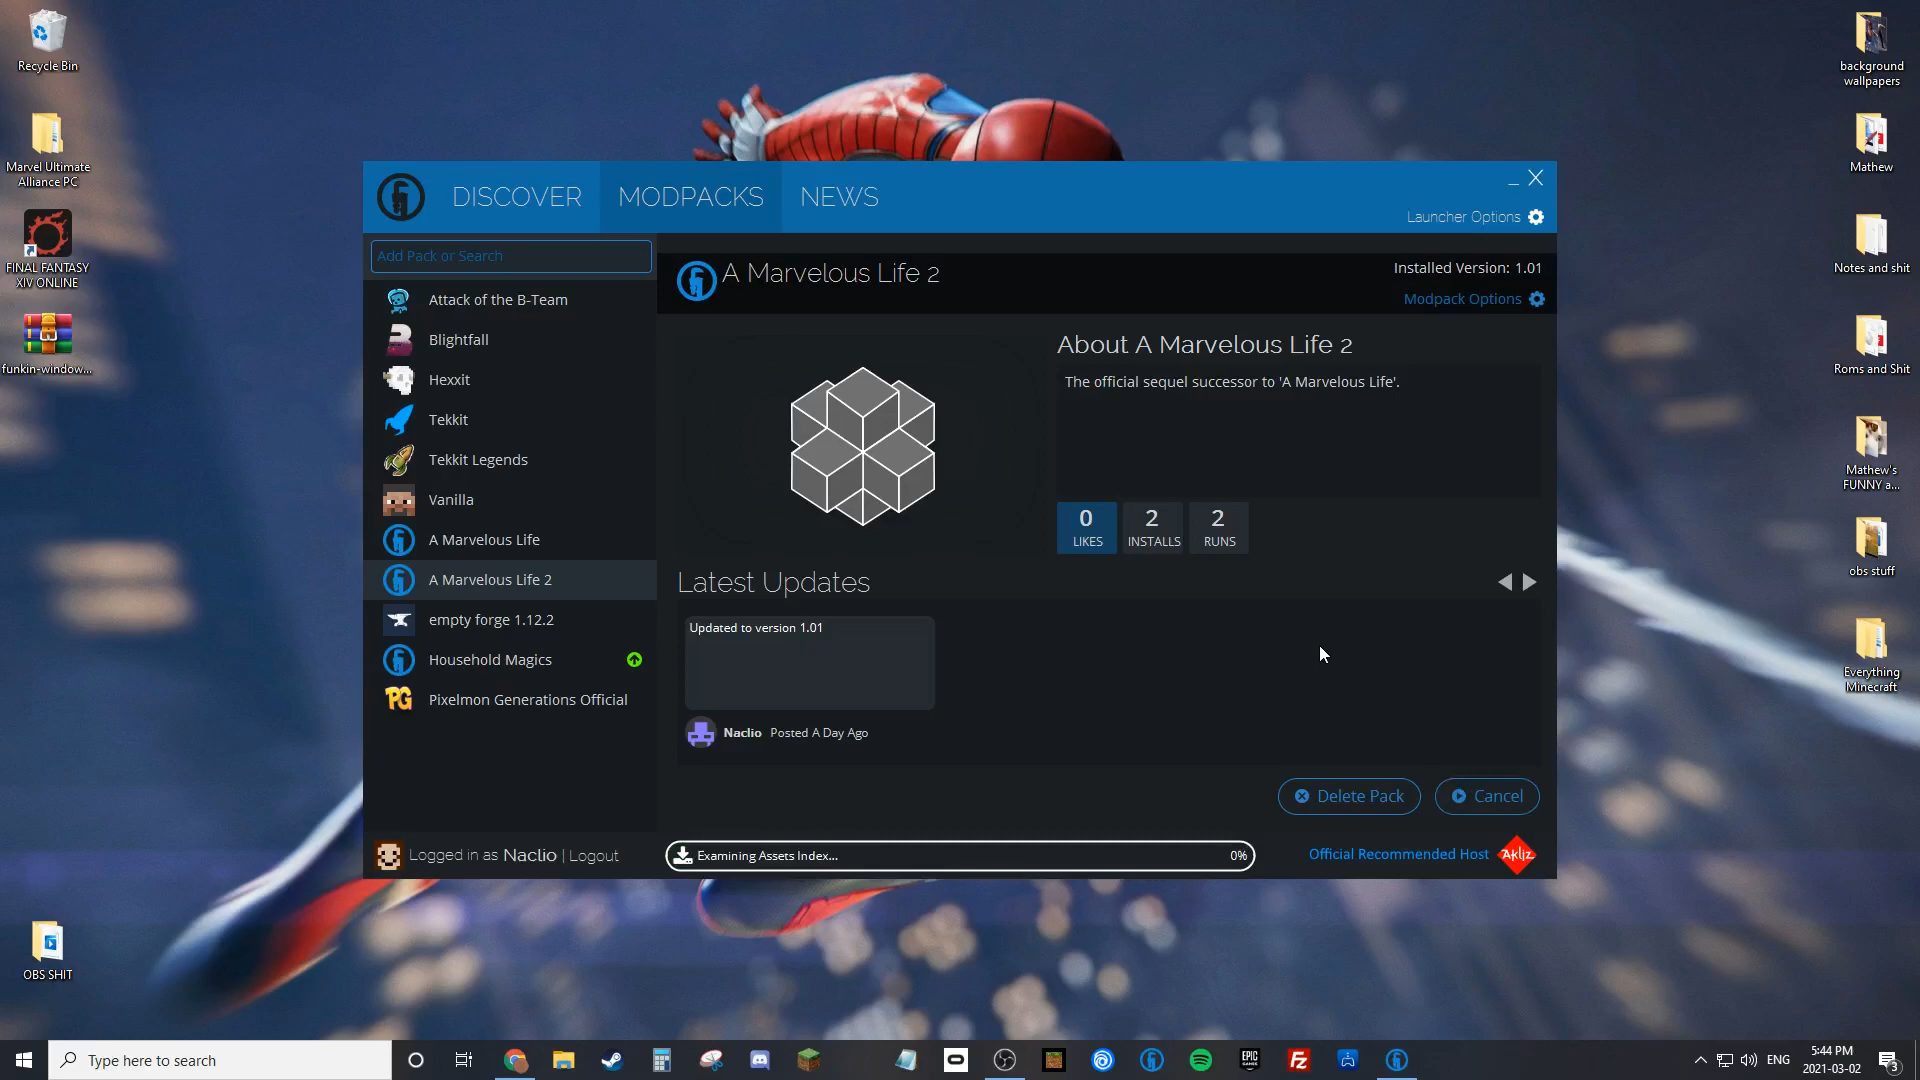 Recycle Bin
Marvel Ultimate
Alliance PC
FINAL FANTASY
XIV ONLINE
funkin-window...
OBS SHIT
DISCOVER
MODPACKS
NEWS
Launcher Options
Add Pack or Search
Attack of the B-Team
Blightfall
Hexxit
Tekkit
Tekkit Legends
Vanilla
A Marvelous Life
A Marvelous Life 2
empty forge 1.12.2
Household Magics
PG Pixelmon Generations Official
Logged in as Naclio | Logout
A Marvelous Life 2
Installed Version: 1.01
Modpack Options
About A Marvelous Life 2
The official sequel successor to 'A Marvelous Life'.
0 LIKES
2 INSTALLS
2 RUNS
Latest Updates
Updated to version 1.01
Naclio Posted A Day Ago
Delete Pack
Cancel
Examining Assets Index... 0%
Official Recommended Host
Akliz
background
wallpapers
Mathew
Notes and shit
Roms and Shit
Mathew's
FUNNY a...
obs stuff
Everything
Minecraft
Type here to search
EPIC
GAMES
Fz
ENG
5:44 PM
2021-03-02
3